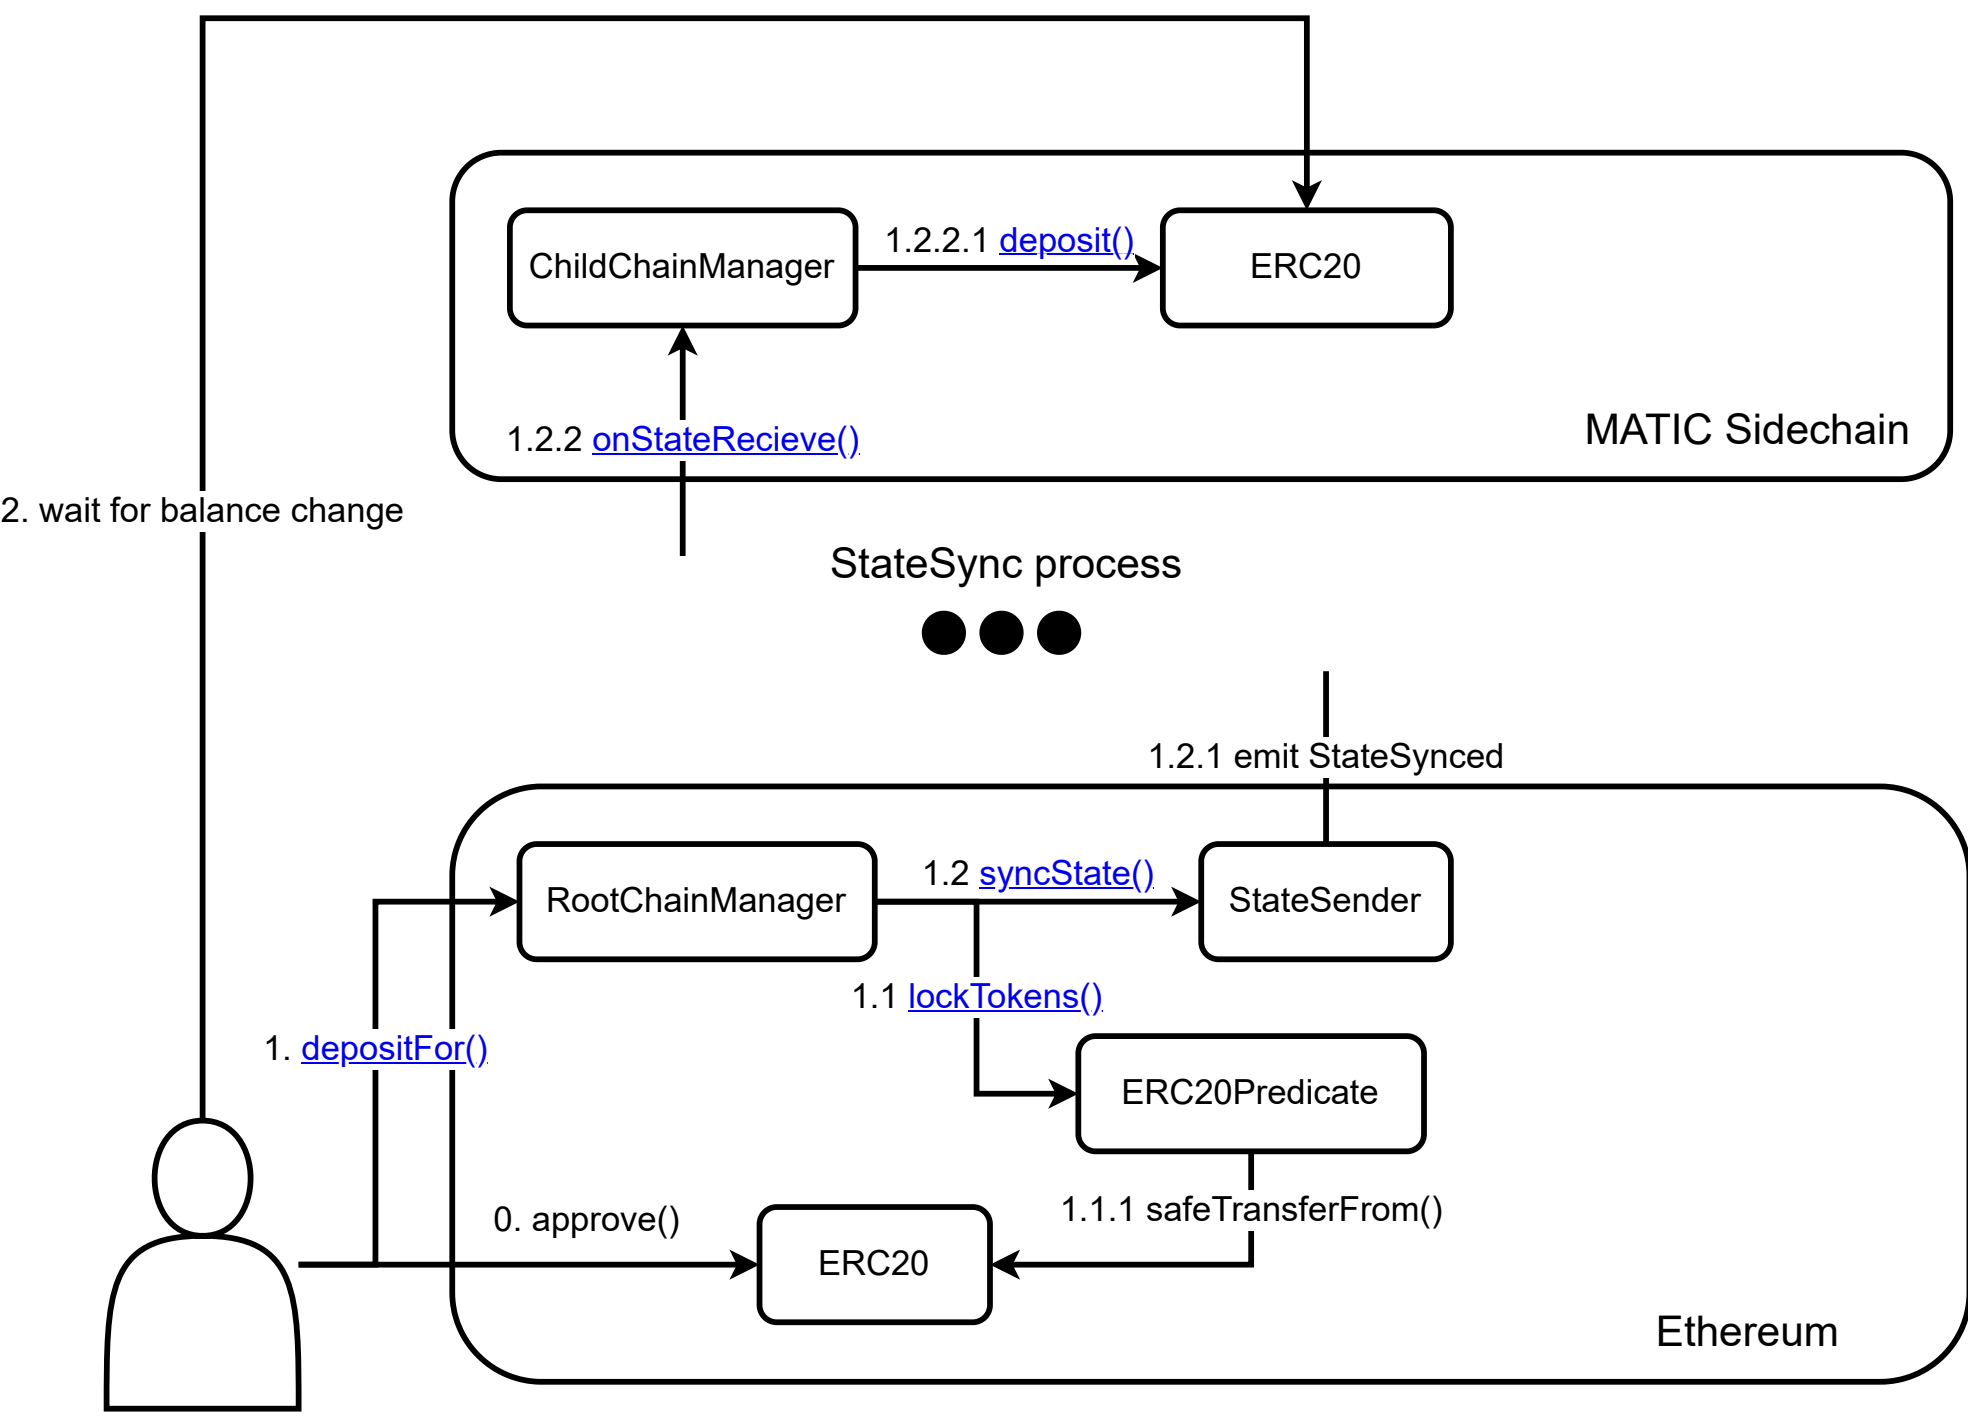 1.2.2.1 deposit()
ChildChainManager
ERC20
MATIC Sidechain
1.2.2 onStateRecieve()
2. wait for balance change
StateSync process
1.2.1 emit StateSynced
RootChainManager
1.2 syncState()
StateSender
1.1 lockTokens()
1. depositFor()
ERC20Predicate
0. approve()
1.1.1 safeTransferFrom()
ERC20
Ethereum